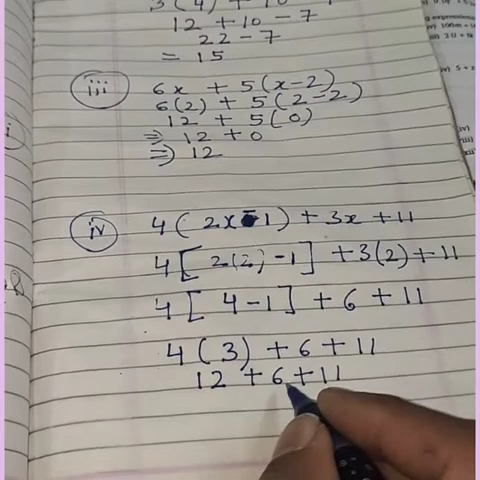 12 + 10 - 7
22 - 7
= 15
iii) 6x + 5(x-2)
6(2) + 5(2-2)
12 + 5(0)
⇒ 12 + 0
⇒ 12
iv) 4(2x-1) + 3x + 11
4[2(2)-1] + 3(2) + 11
4[4-1] + 6 + 11
4(3) + 6 + 11
12 + 6 + 11